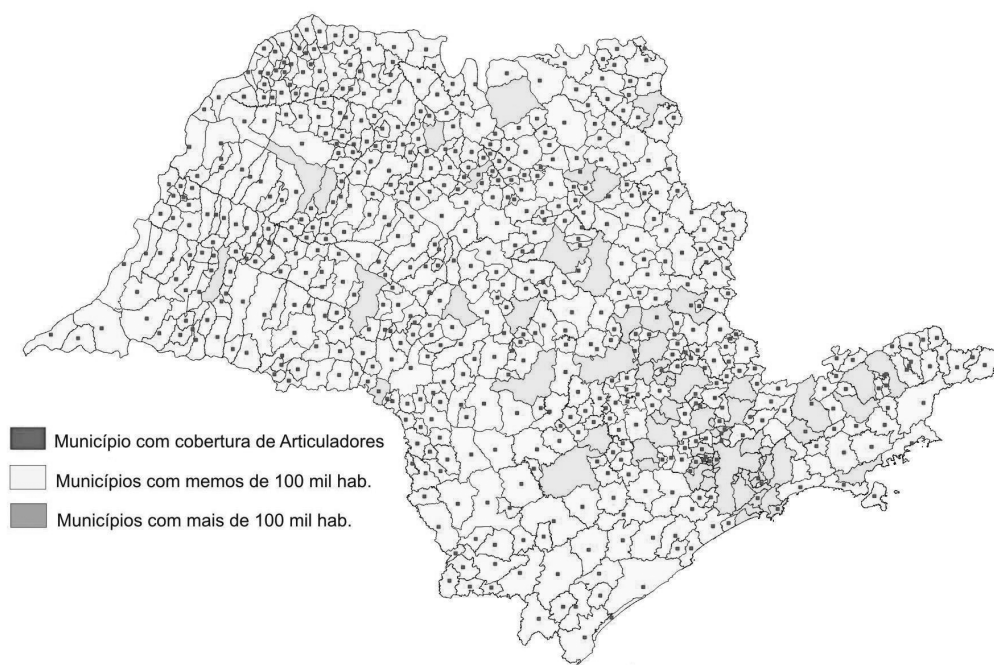 Município com cobertura de Articuladores
Municípios com memos de 100 mil hab.
Municípios com mais de 100 mil hab.